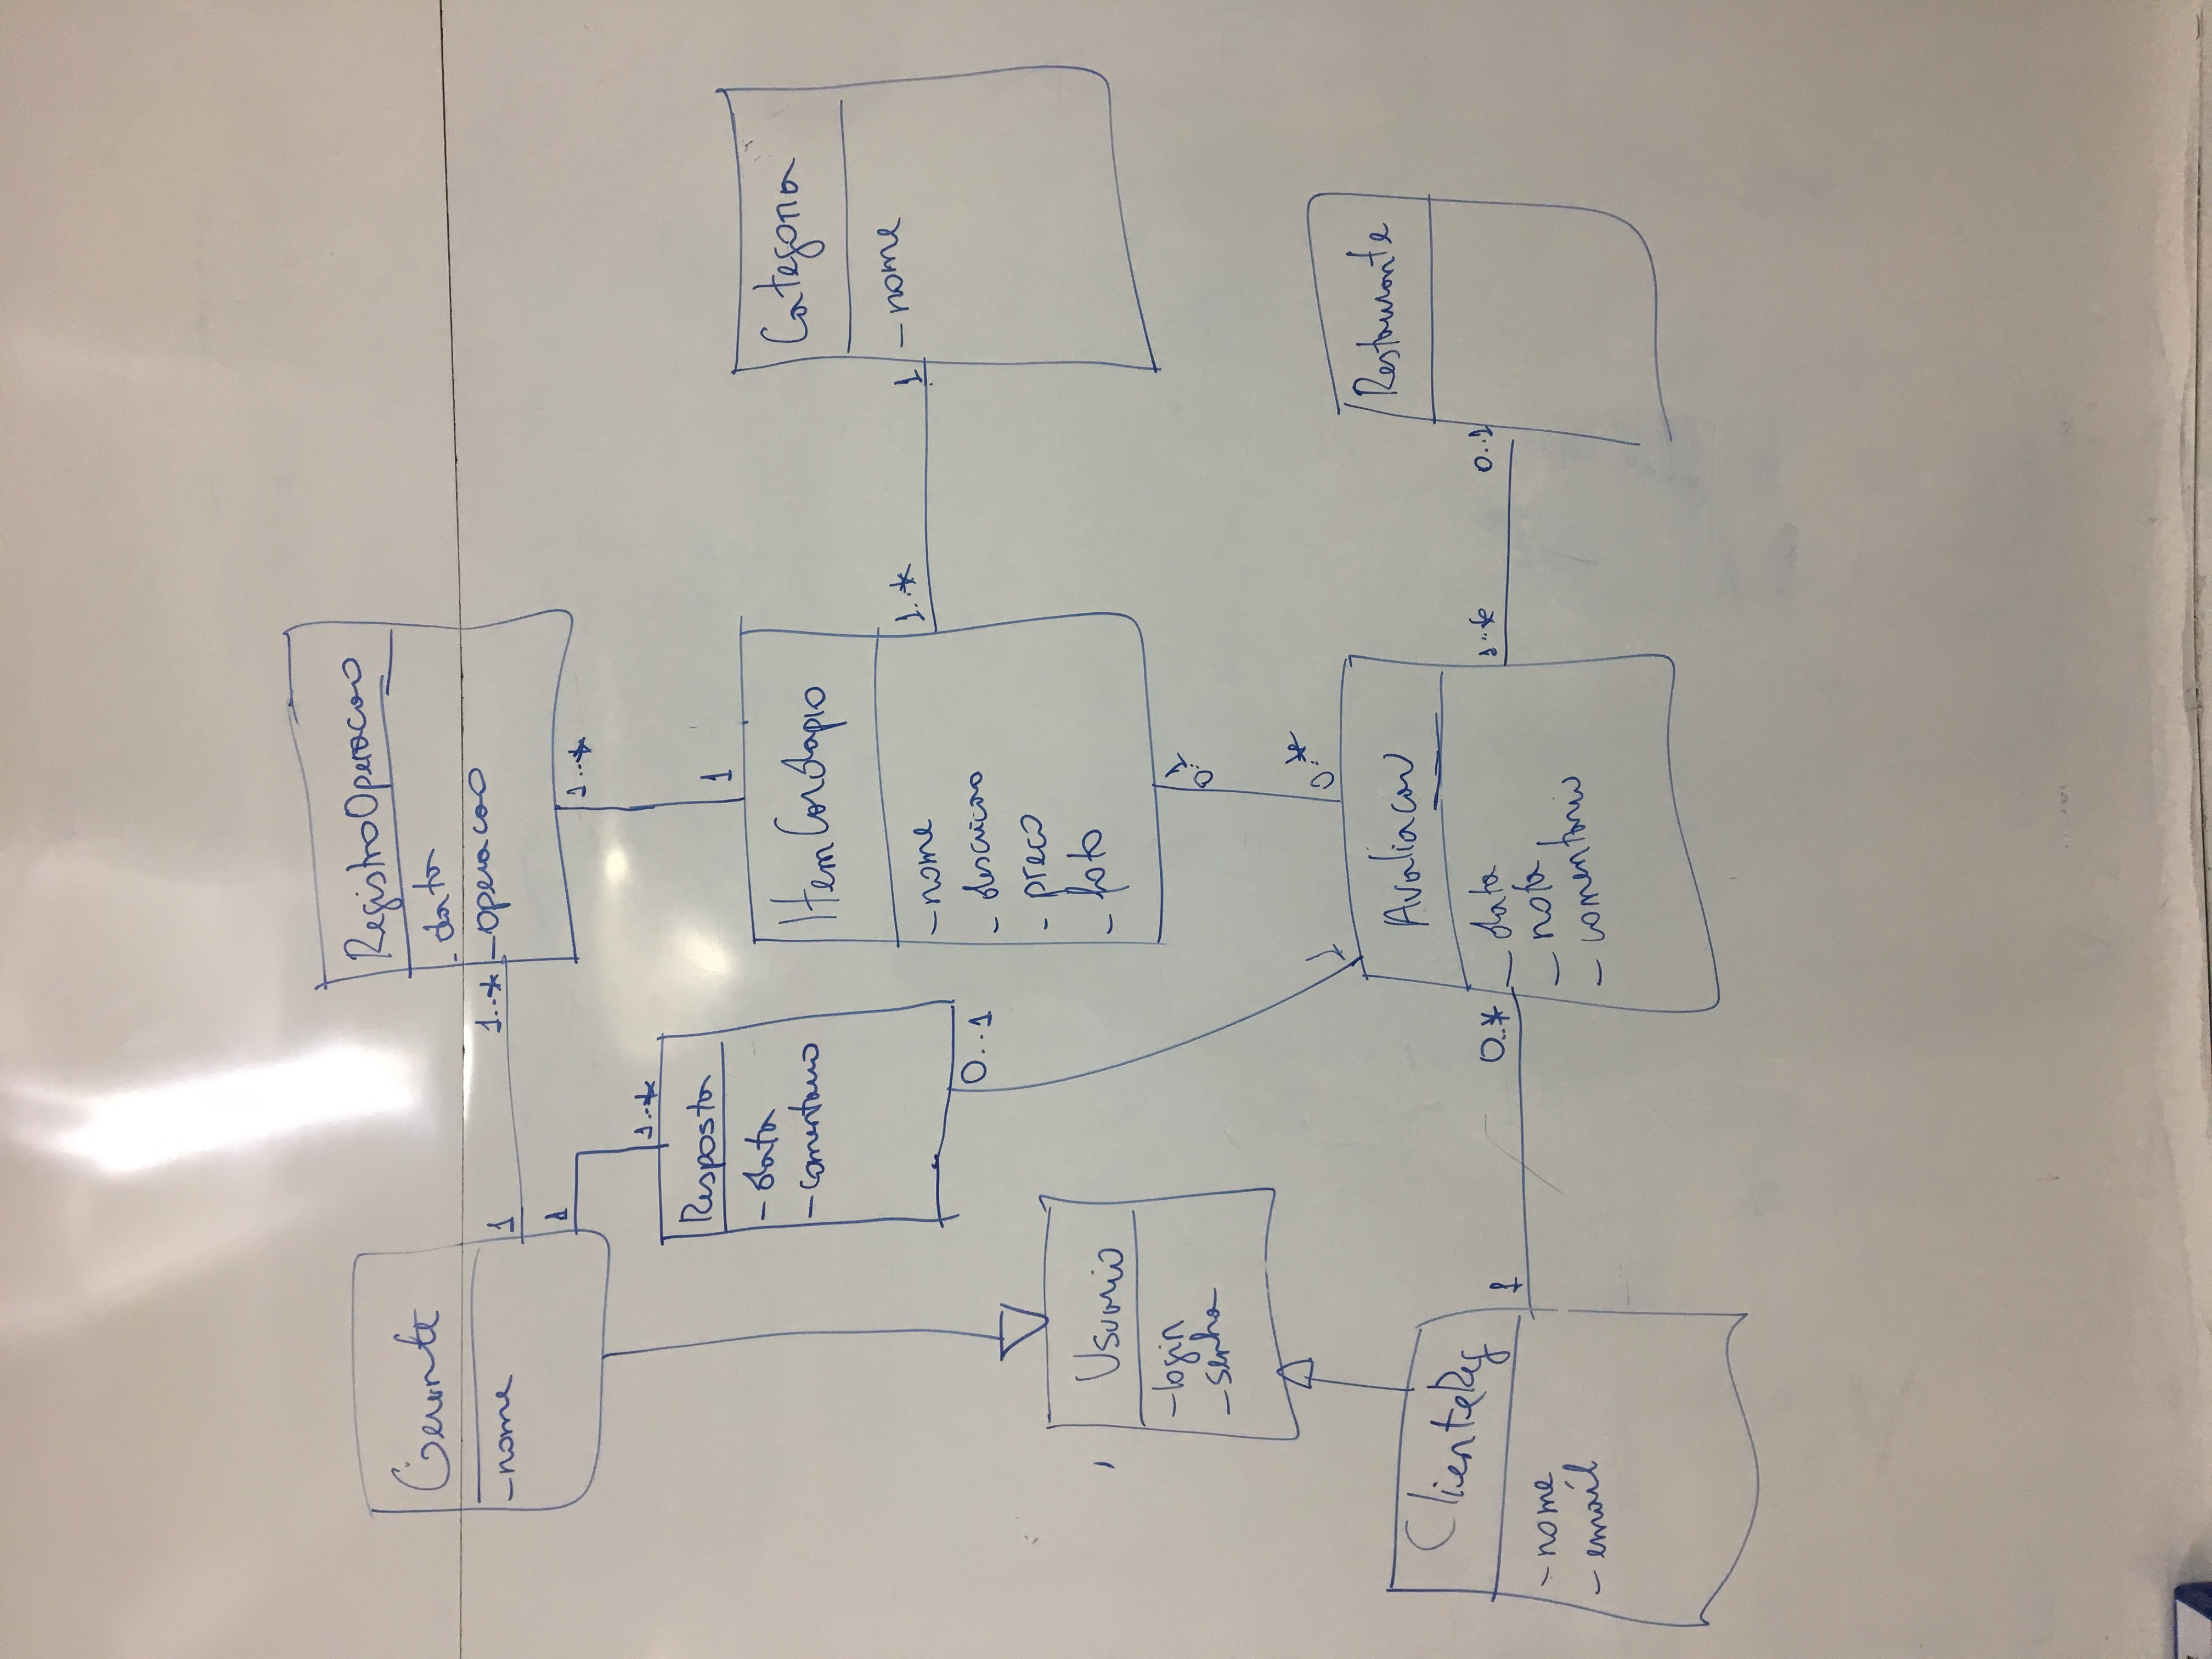 RegistroOperacao
- data
- operacao
Gerente
- nome
1
1..*
1
1..*
1..*
1
Resposta
- data
- comentario
0..1
ItemCardapio
- nome
- descricao
- preco
- foto
1..*
1
Categoria
- nome
Usuario
- login
- senha
0..1
0..*
1
ClienteReg
- nome
- email
1
0..*
Avaliacao
- data
- nota
- comentario
1..*
0..1
Restaurante